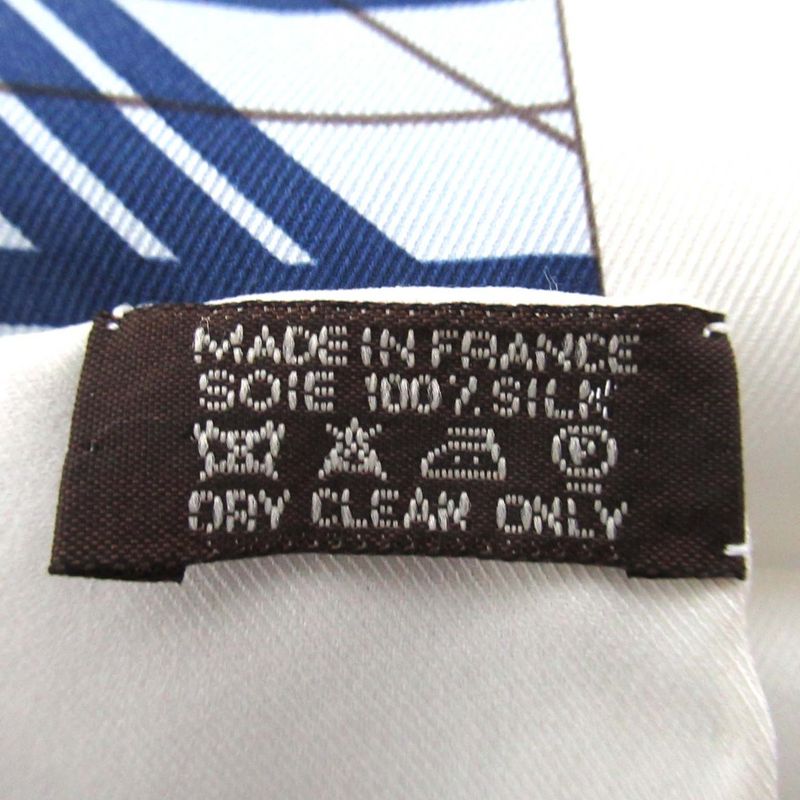 MADE IN FRANCE
SOIE 100% SILK
P
DRY CLEAN ONLY